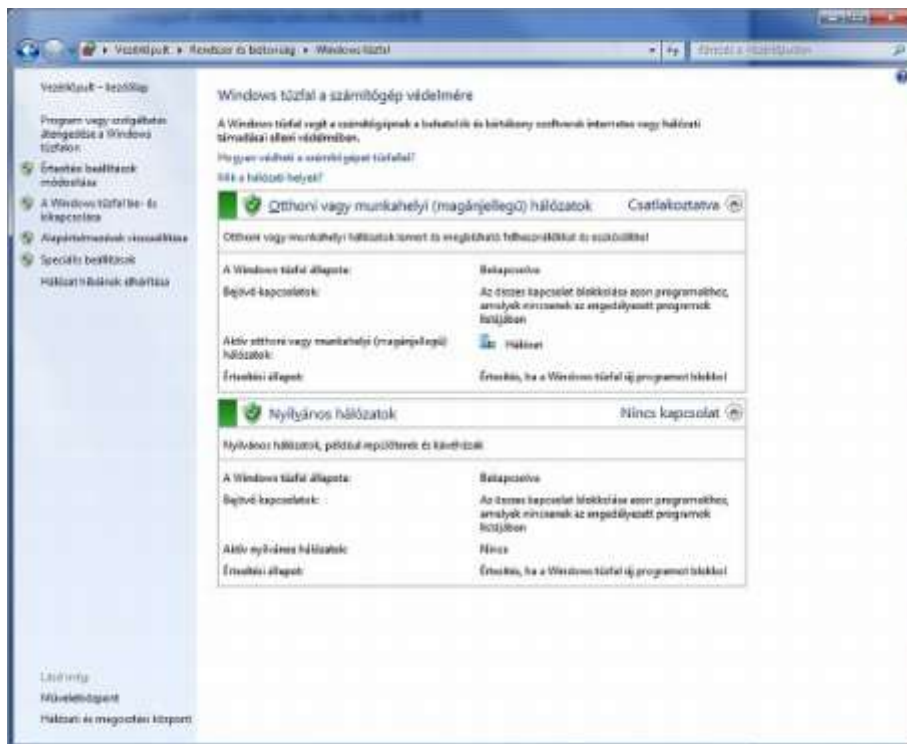 Vezérlőpult ▸ Rendszer és biztonság ▸ Windows tűzfal
Keresés a vezérlőpulton
Vezérlőpult – kezdőlap
Program vagy szolgáltatás
átengedése a Windows
tűzfalon
Értesítési beállítások
módosítása
A Windows tűzfal be- és
kikapcsolása
Alapértelmezések visszaállítása
Speciális beállítások
Hálózat hibáinak elhárítása
Windows tűzfal a számítógép védelmére
A Windows tűzfal segít a számítógépnek a behatolók és kártékony szoftverek internetes vagy hálózati
támadásai elleni védelmében.
Hogyan védheti a számítógépet tűzfallal?
Mik a hálózati helyek?
Otthoni vagy munkahelyi (magánjellegű) hálózatok Csatlakoztatva
Otthoni vagy munkahelyi hálózatok ismert és megbízható felhasználókkal és eszközökkel
A Windows tűzfal állapota: Bekapcsolva
Bejövő kapcsolatok: Az összes kapcsolat blokkolása azon programokhoz,
amelyek nincsenek az engedélyezett programok
listájában
Aktív otthoni vagy munkahelyi (magánjellegű)
hálózatok: Hálózat
Értesítési állapot: Értesítés, ha a Windows tűzfal új programot blokkol
Nyilvános hálózatok Nincs kapcsolat
Nyilvános hálózatok, például repülőterek és kávéházak
A Windows tűzfal állapota: Bekapcsolva
Bejövő kapcsolatok: Az összes kapcsolat blokkolása azon programokhoz,
amelyek nincsenek az engedélyezett programok
listájában
Aktív nyilvános hálózatok: Nincs
Értesítési állapot: Értesítés, ha a Windows tűzfal új programot blokkol
Lásd még
Műveletközpont
Hálózati és megosztási központ